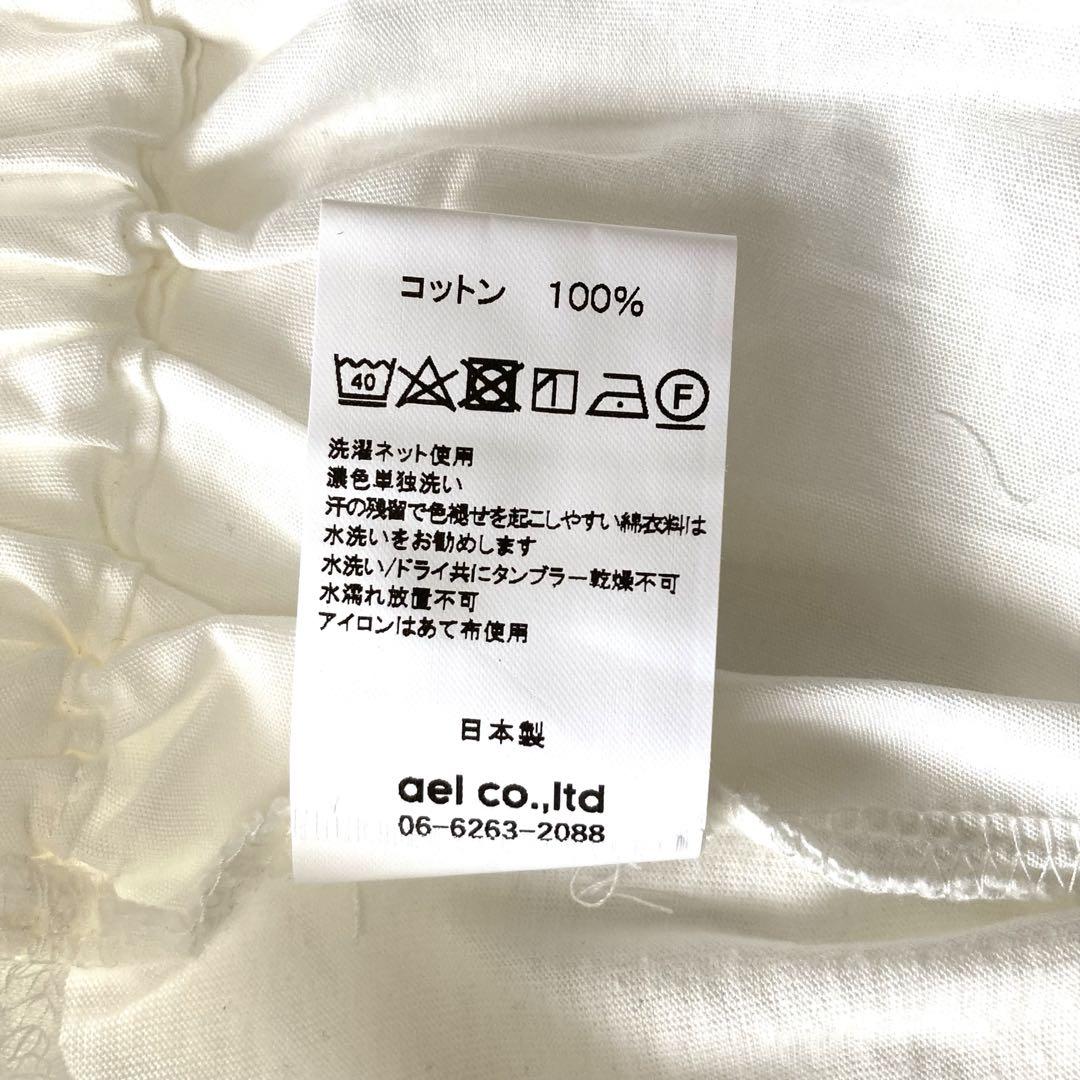 コットン　100%
40 F
洗濯ネット使用
濃色単独洗い
汗の残留で色褪せを起こしやすい綿衣料は
水洗いをお勧めします
水洗い/ドライ共にタンブラー乾燥不可
水濡れ放置不可
アイロンはあて布使用
日本製
ael co.,ltd
06-6263-2088